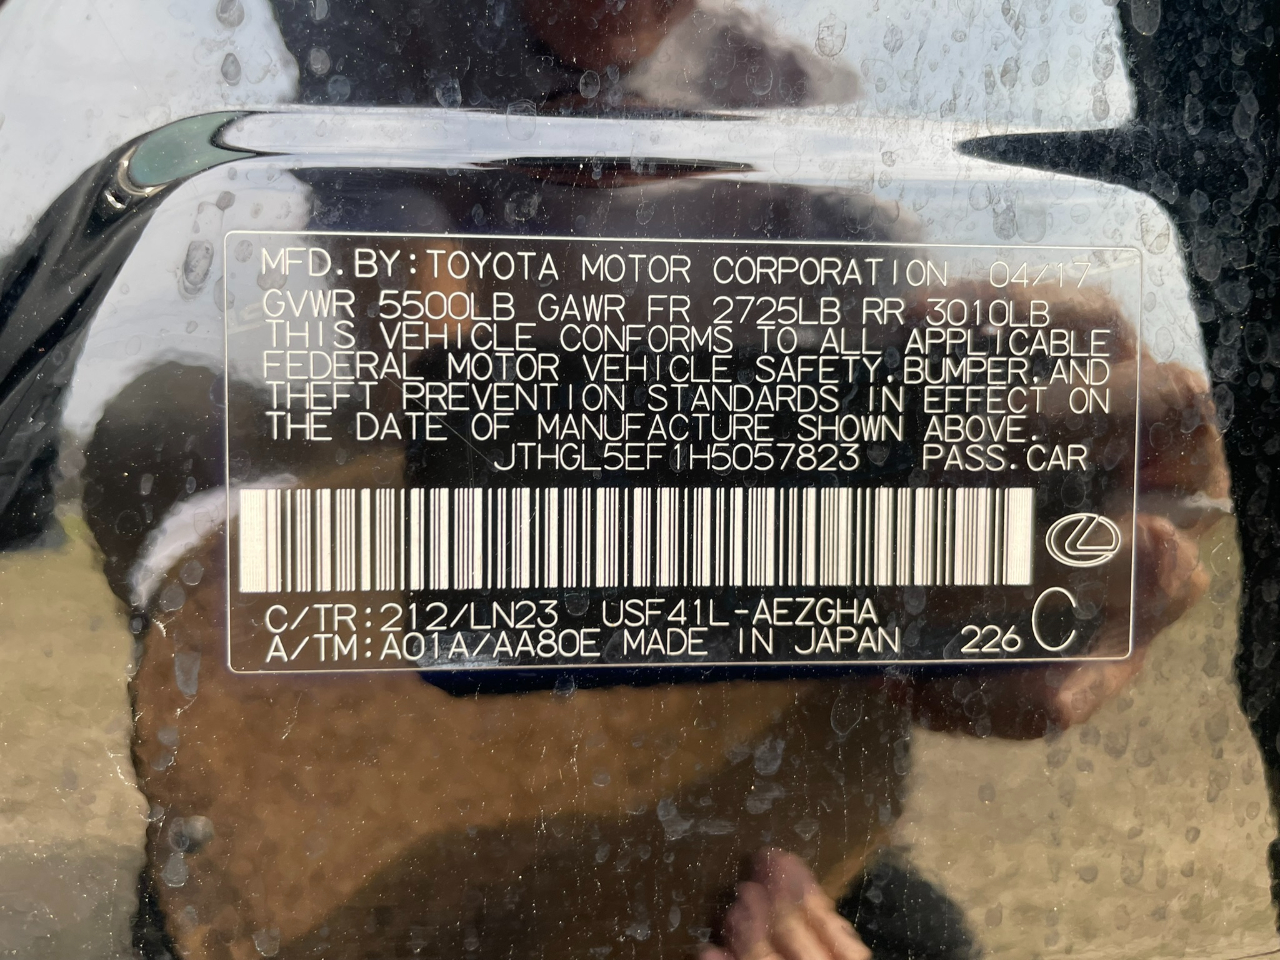 MFD.BY:TOYOTA MOTOR CORPORATION 04/17
GVWR 5500LB GAWR FR 2725LB RR 3010LB
THIS VEHICLE CONFORMS TO ALL APPLICABLE
FEDERAL MOTOR VEHICLE SAFETY,BUMPER,AND
THEFT PREVENTION STANDARDS IN EFFECT ON
THE DATE OF MANUFACTURE SHOWN ABOVE.
JTHGL5EF1H5057823 PASS.CAR
C/TR:212/LN23 USF41L-AEZGHA
A/TM:A01A/AA80E MADE IN JAPAN 226 C